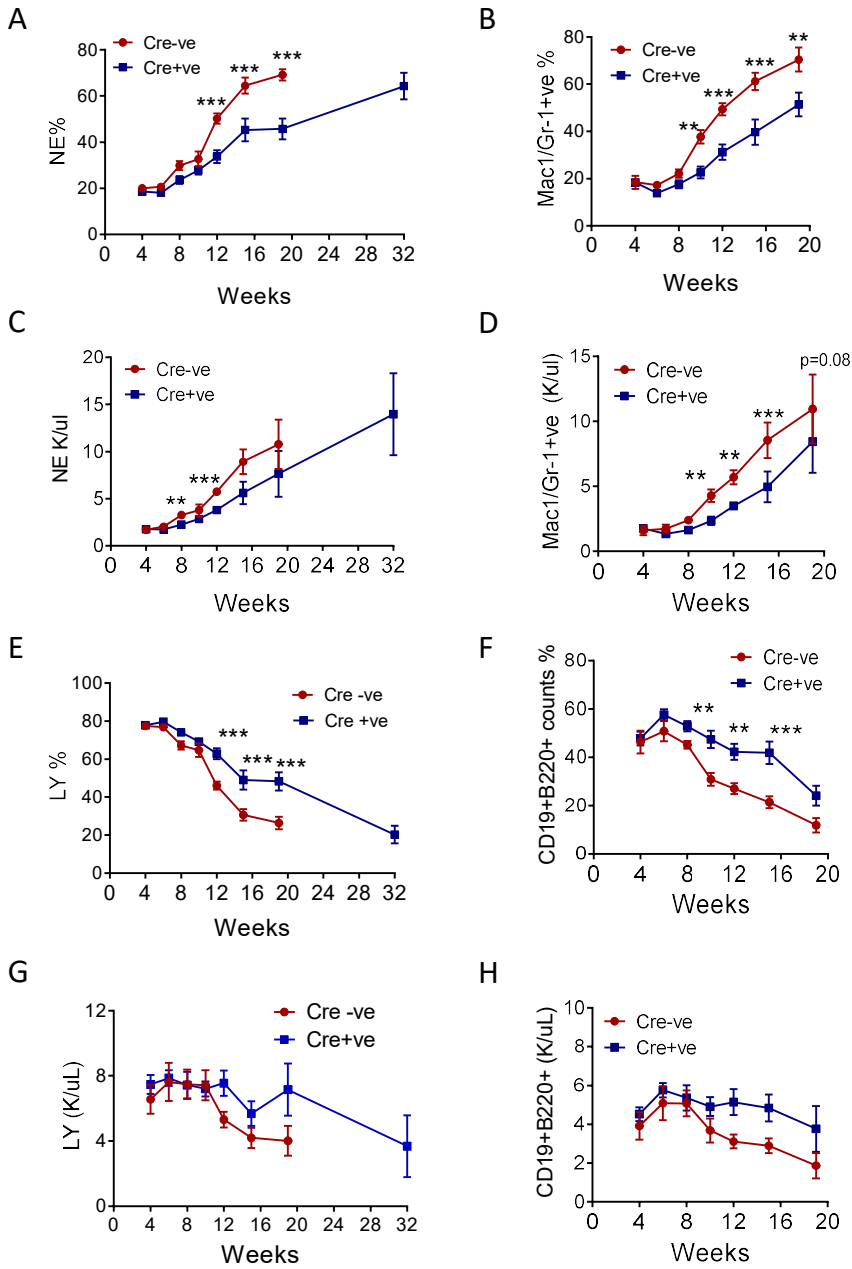 A
80
60
40
20
0
NE%
Cre-ve
Cre+ve
***
***
***
0 4 8 12 16 20 24 28 32
Weeks
B
80
60
40
20
0
Mac1/Gr-1+ve %
Cre-ve
Cre+ve
**
***
***
**
0 4 8 12 16 20
Weeks
C
20
15
10
5
0
NE K/ul
Cre-ve
Cre+ve
**
***
0 4 8 12 16 20 24 28 32
Weeks
D
15
10
5
0
Mac1/Gr-1+ve (K/ul)
Cre-ve
Cre+ve
**
**
***
p=0.08
0 4 8 12 16 20
Weeks
E
100
80
60
40
20
0
LY %
Cre -ve
Cre +ve
***
***
***
0 4 8 12 16 20 24 28 32
Weeks
F
80
60
40
20
0
CD19+B220+ counts %
Cre-ve
Cre+ve
**
**
***
0 4 8 12 16 20
Weeks
G
12
8
4
0
LY (K/uL)
Cre -ve
Cre+ve
0 4 8 12 16 20 24 28 32
Weeks
H
10
8
6
4
2
0
CD19+B220+ (K/uL)
Cre-ve
Cre+ve
0 4 8 12 16 20
Weeks